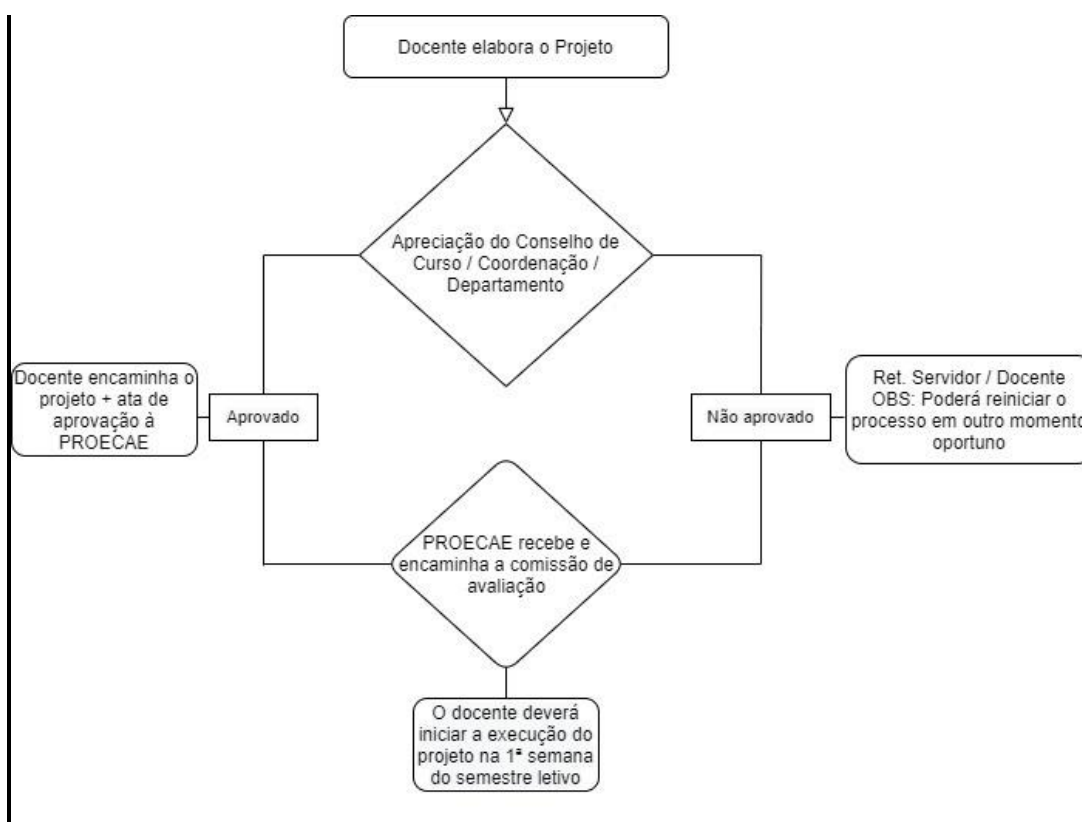 Docente elabora o Projeto
Apreciação do Conselho de
Curso / Coordenação /
Departamento
Docente encaminha o
projeto + ata de
aprovação à
PROECAE
Aprovado
Não aprovado
Ret. Servidor / Docente
OBS: Poderá reiniciar o
processo em outro momento
oportuno
PROECAE recebe e
encaminha a comissão de
avaliação
O docente deverá
iniciar a execução do
projeto na 1ª semana
do semestre letivo